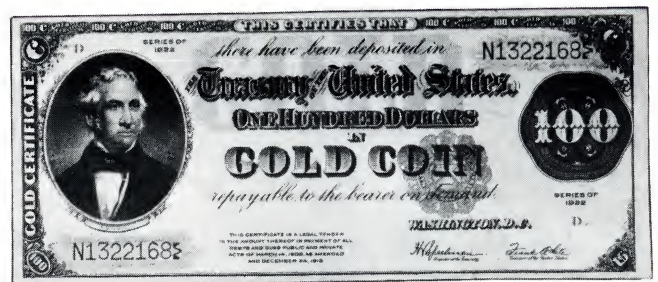 100 C 100 C THIS CERTIFIES THAT 100 C 100
SERIES OF
1922
D
there have been deposited in
N1322168
Treasury of the United States
ONE HUNDRED DOLLARS
IN
GOLD COIN
repayable to the bearer on demand.
100
GOLD CERTIFICATE
SERIES OF
1922
WASHINGTON, D.C.
D.
THIS CERTIFICATE IS A LEGAL TENDER
IN THE AMOUNT THEREOF IN PAYMENT OF ALL
DEBTS AND DUES PUBLIC AND PRIVATE
ACTS OF MARCH 14, 1900, AS AMENDED
AND DECEMBER 24, 1919
N1322168
Frank White
100